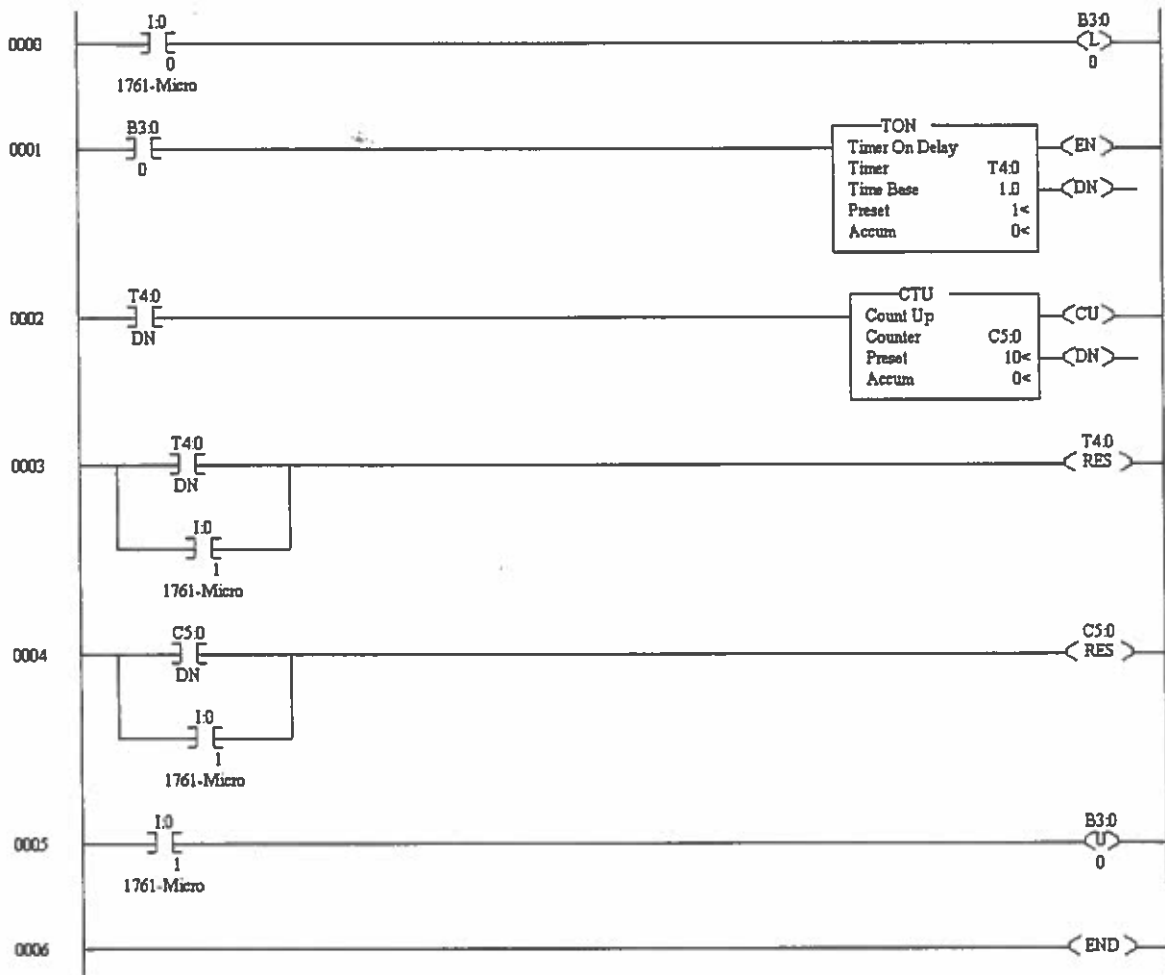 I:0
B3:0
0000
L
0
0
1761-Micro
B3:0
0001
0
TON
Timer On Delay
EN
Timer T4:0
Time Base 1.0
DN
Preset 1<
Accum 0<
T4:0
0002
DN
CTU
Count Up
CU
Counter C5:0
Preset 10<
DN
Accum 0<
T4:0
T4:0
0003
RES
DN
I:0
1
1761-Micro
C5:0
C5:0
0004
RES
DN
I:0
1
1761-Micro
I:0
B3:0
0005
U
1
0
1761-Micro
0006
END